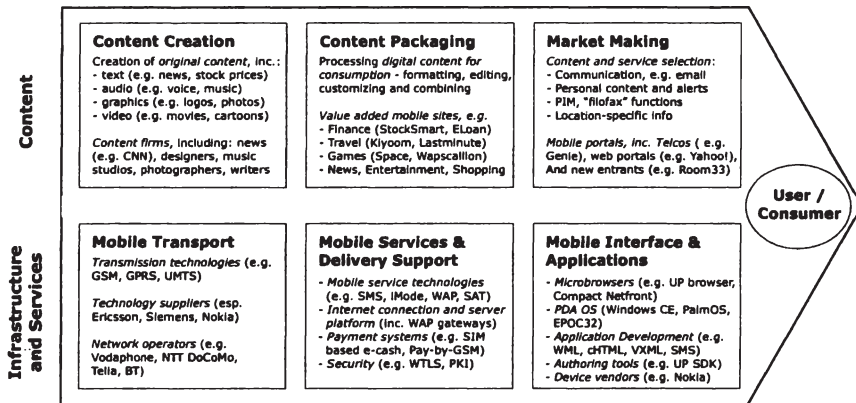 Content
Content Creation
Creation of original content, inc.:
- text (e.g. news, stock prices)
- audio (e.g. voice, music)
- graphics (e.g. logos, photos)
- video (e.g. movies, cartoons)
Content firms, including: news
(e.g. CNN), designers, music
studios, photographers, writers
Content Packaging
Processing digital content for
consumption - formatting, editing,
customizing and combining
Value added mobile sites, e.g.
- Finance (StockSmart, ELoan)
- Travel (Kiyoom, Lastminute)
- Games (Space, Wapscallion)
- News, Entertainment, Shopping
Market Making
Content and service selection:
- Communication, e.g. email
- Personal content and alerts
- PIM, "filofax" functions
- Location-specific info
Mobile portals, inc. Telcos ( e.g.
Genie), web portals (e.g. Yahoo!),
And new entrants (e.g. Room33)
User /
Consumer
Infrastructure
and Services
Mobile Transport
Transmission technologies (e.g.
GSM, GPRS, UMTS)
Technology suppliers (esp.
Ericsson, Siemens, Nokia)
Network operators (e.g.
Vodaphone, NTT DoCoMo,
Telia, BT)
Mobile Services &
Delivery Support
- Mobile service technologies
(e.g. SMS, iMode, WAP, SAT)
- Internet connection and server
platform (inc. WAP gateways)
- Payment systems (e.g. SIM
based e-cash, Pay-by-GSM)
- Security (e.g. WTLS, PKI)
Mobile Interface &
Applications
- Microbrowsers (e.g. UP browser,
Compact Netfront)
- PDA OS (Windows CE, PalmOS,
EPOC32)
- Application Development (e.g.
WML, cHTML, VXML, SMS)
- Authoring tools (e.g. UP SDK)
- Device vendors (e.g. Nokia)